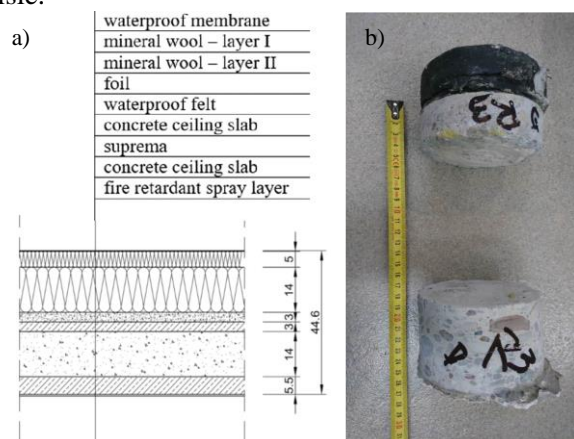 a)
waterproof membrane
mineral wool – layer I
mineral wool – layer II
foil
waterproof felt
concrete ceiling slab
suprema
concrete ceiling slab
fire retardant spray layer
5
14
3
3
14
5.5
44.6
b)
R3